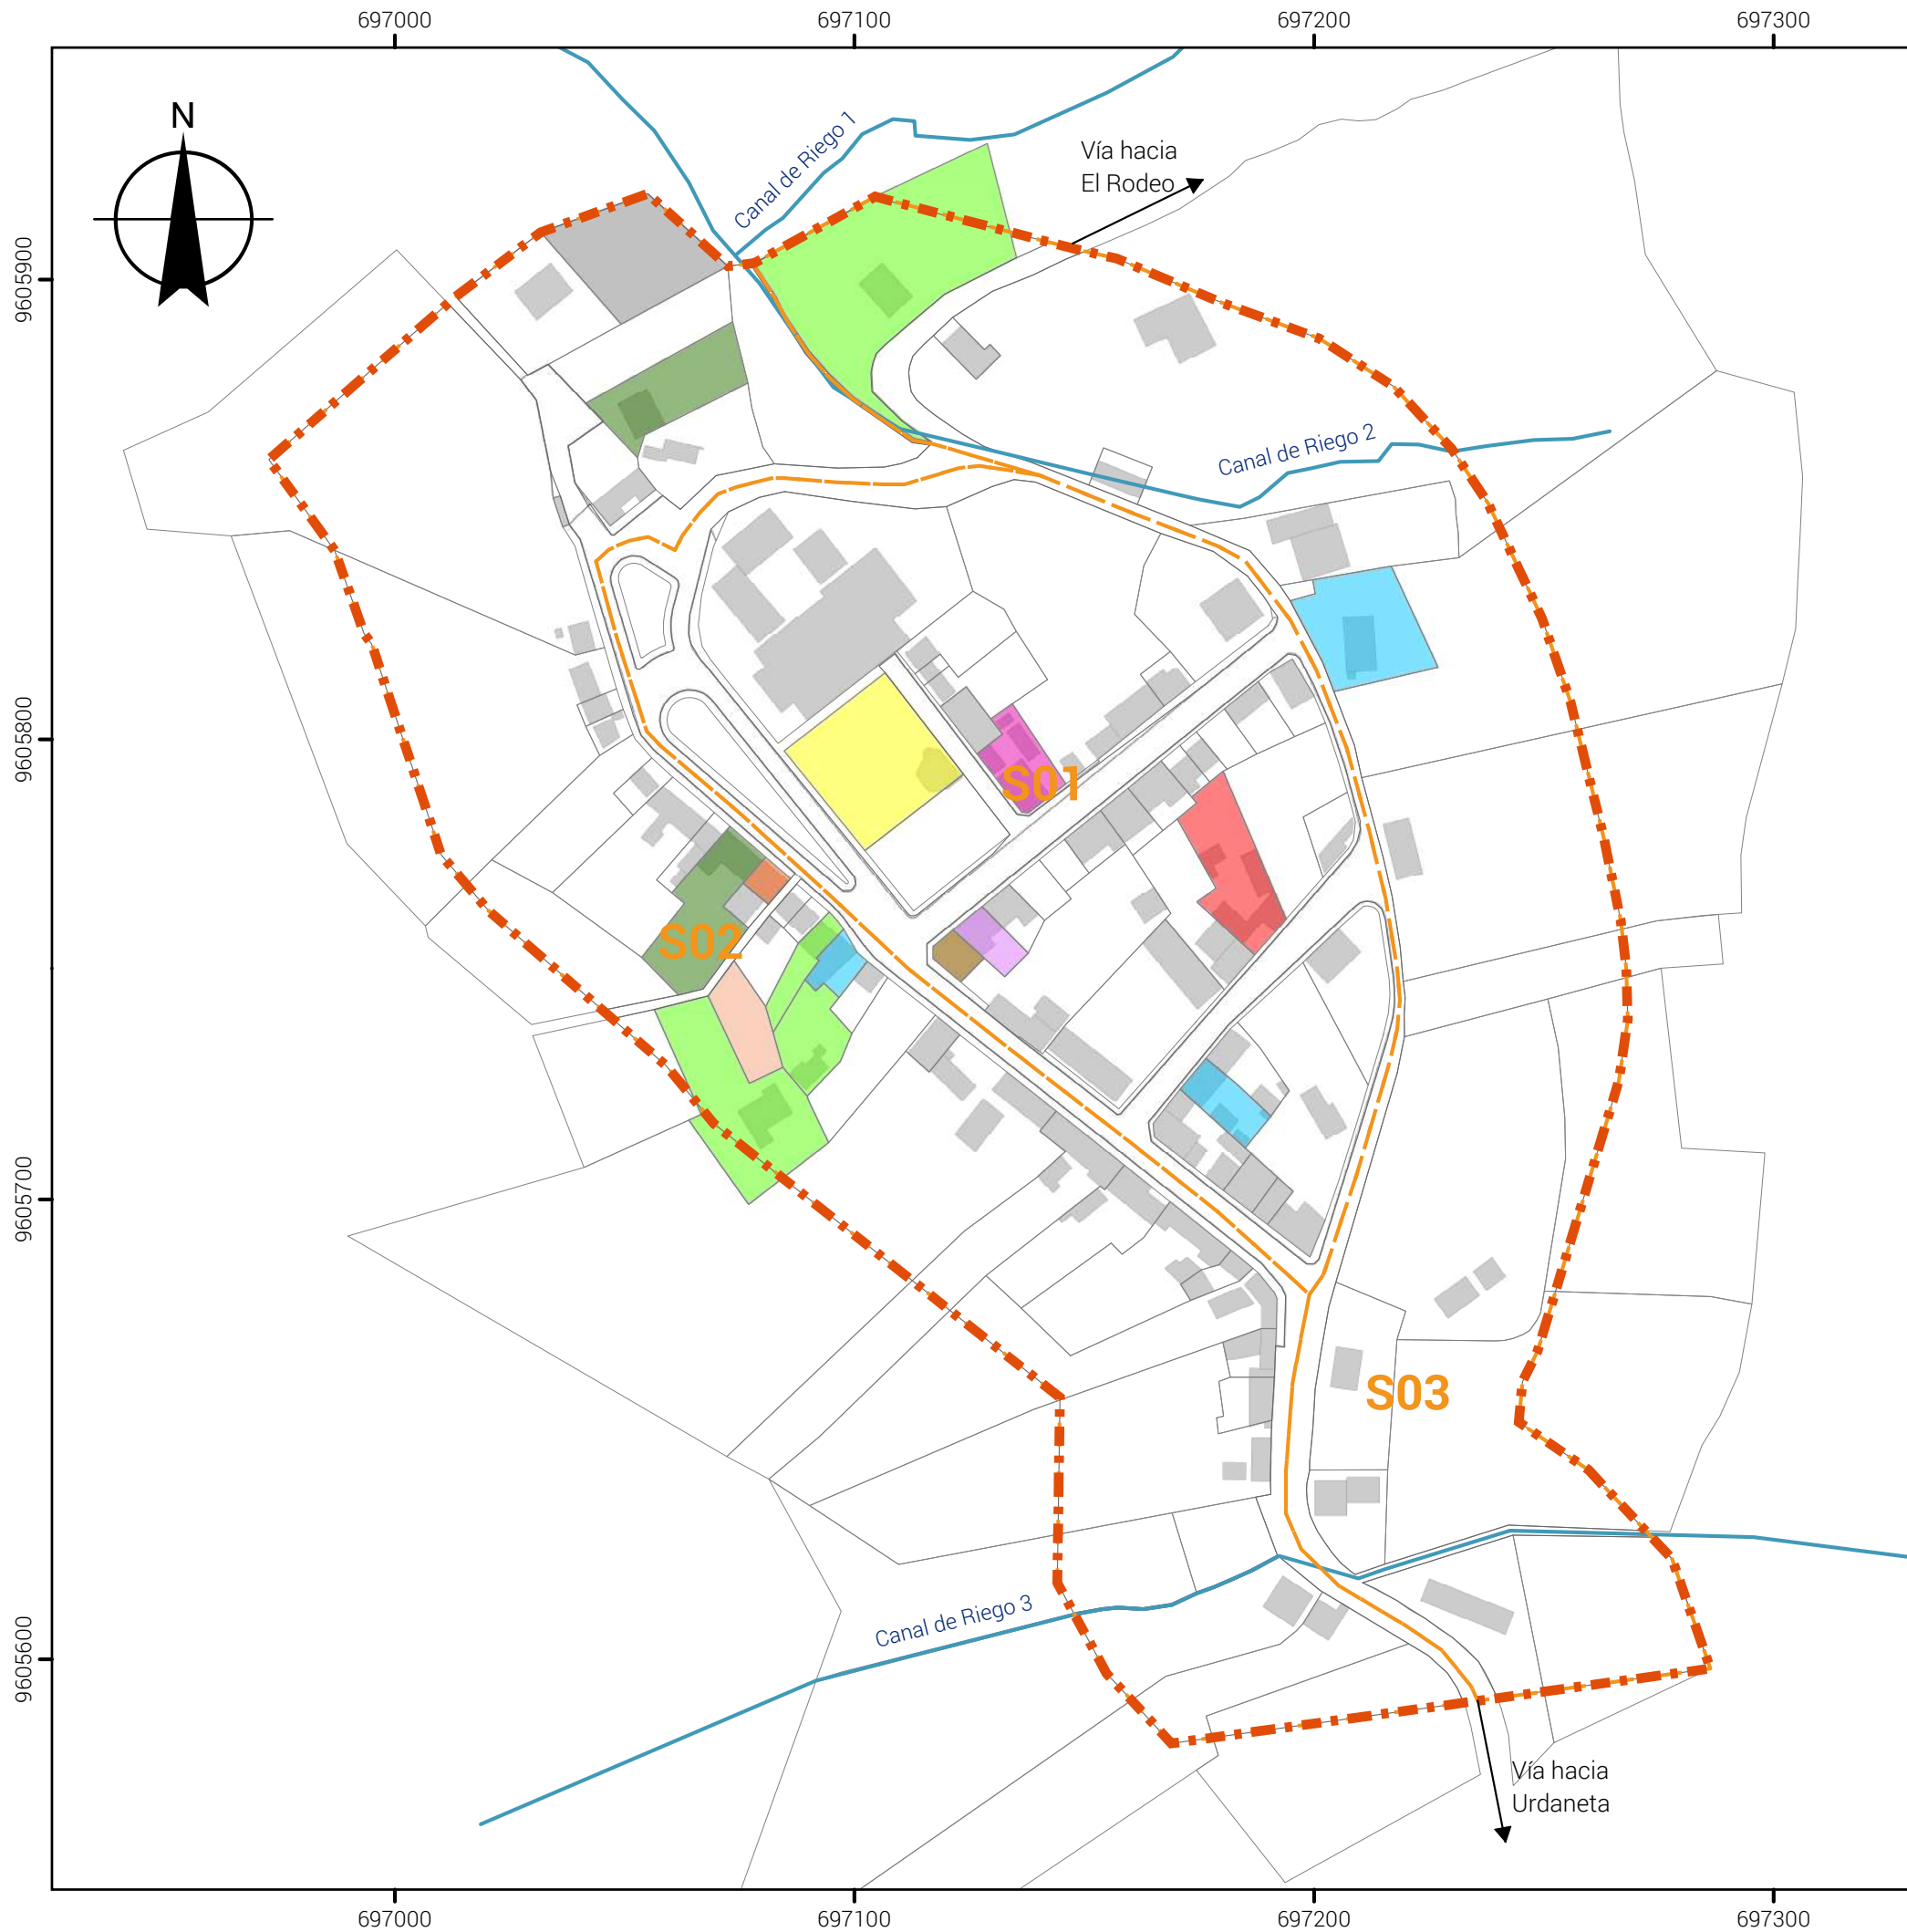 697000
697100
697200
697300
N
Canal de Riego 1
Vía hacia
El Rodeo
9605900
Canal de Riego 2
9605800
S01
S02
9605700
S03
Canal de Riego 3
9605600
Vía hacia
Urdaneta
697000
697100
697200
697300